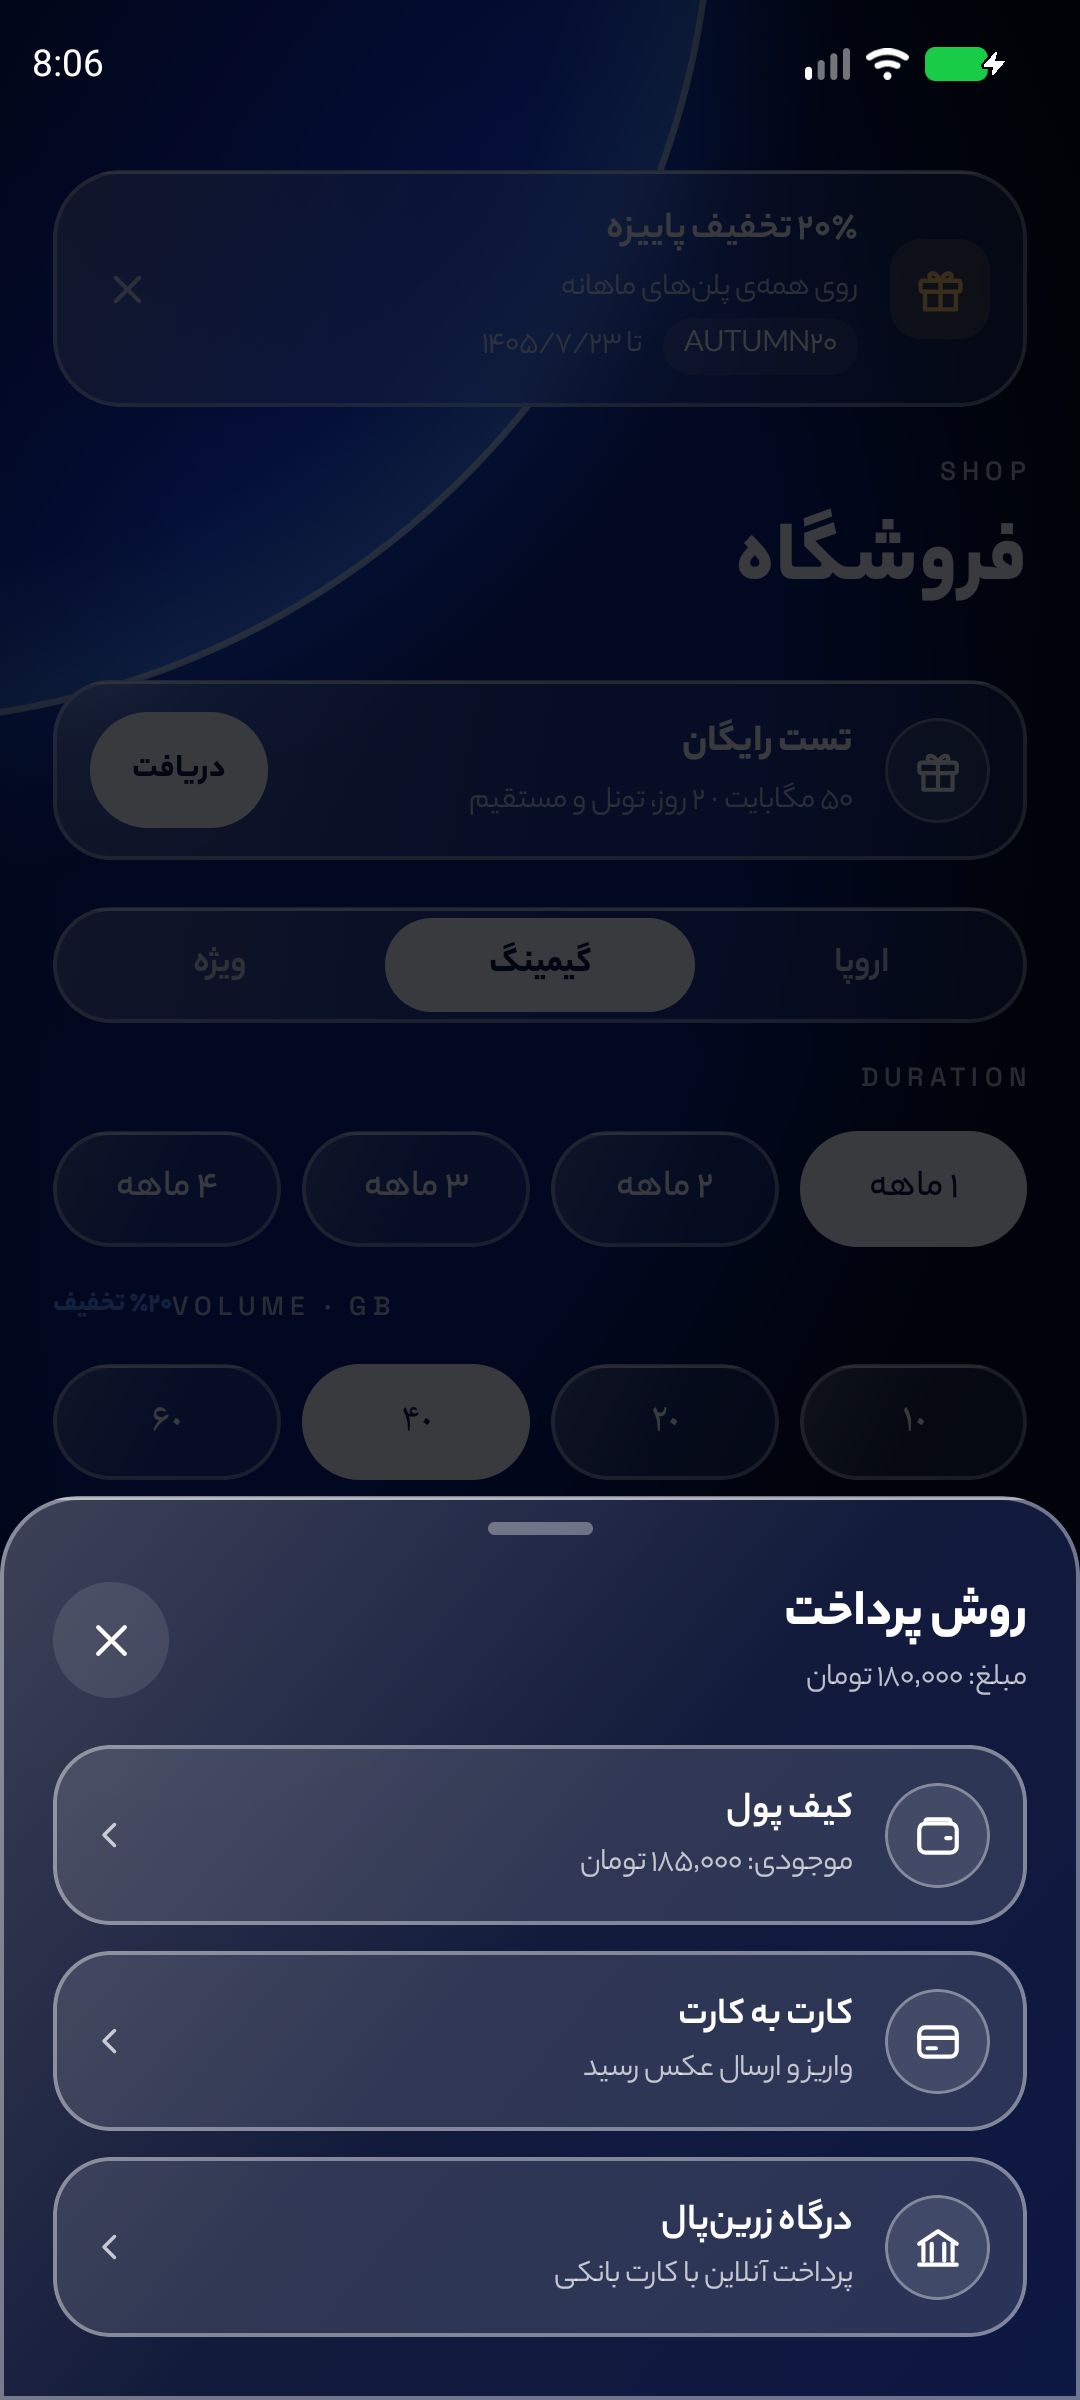 8:06
۲۰% تخفیف پاییزه
روی همه‌ی پلن‌های ماهانه
AUTUMN۲۰ تا ۱۴۰۵/۷/۲۳
SHOP
فروشگاه
تست رایگان
۵۰ مگابایت · ۲ روز، تونل و مستقیم
دریافت
اروپا
گیمینگ
ویژه
DURATION
۱ ماهه
۲ ماهه
۳ ماهه
۴ ماهه
VOLUME · GB
۲۰% تخفیف
۱۰
۲۰
۴۰
۶۰
روش پرداخت
مبلغ: ۱۸۰,۰۰۰ تومان
کیف پول
موجودی: ۱۸۵,۰۰۰ تومان
کارت به کارت
واریز و ارسال عکس رسید
درگاه زرین‌پال
پرداخت آنلاین با کارت بانکی